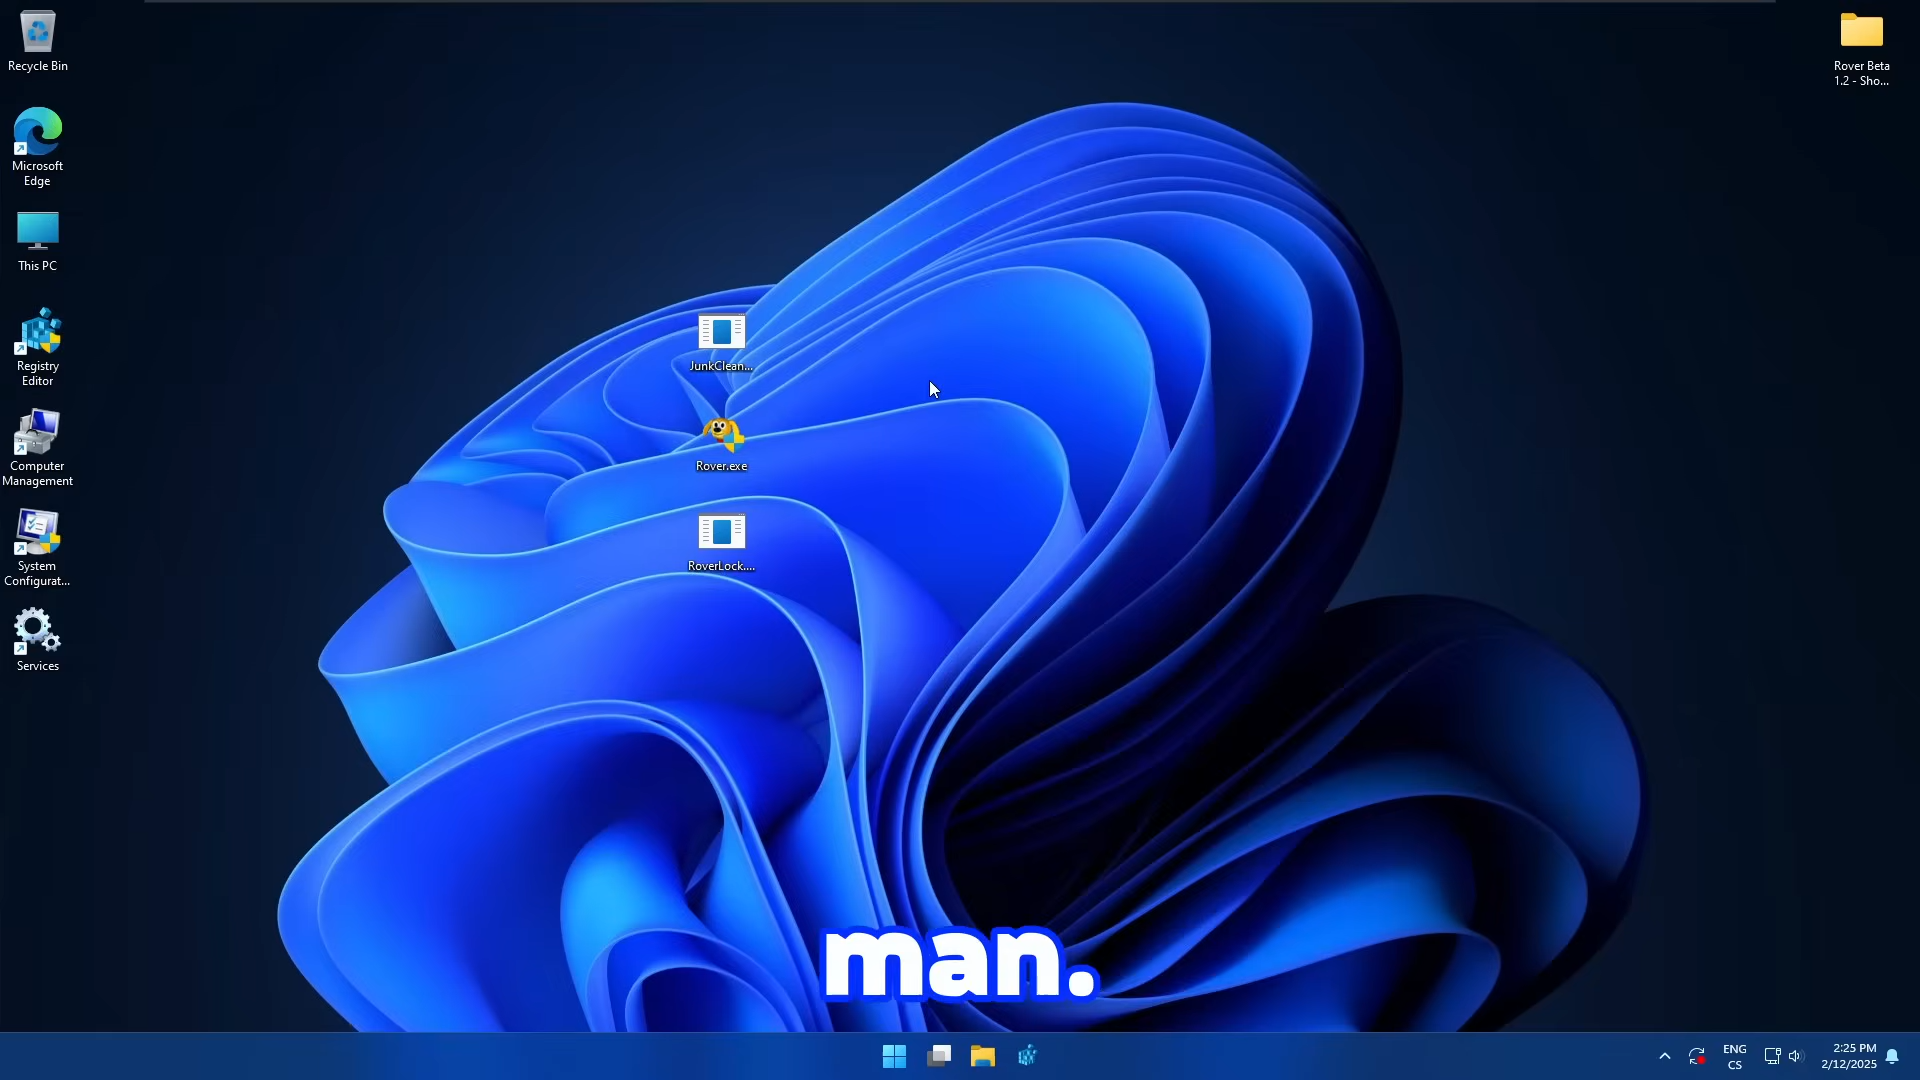 Recycle Bin
Microsoft
Edge
This PC
Registry
Editor
Computer
Management
System
Configurat...
Services
JunkClean...
Rover.exe
RoverLock....
Rover Beta
1.2 - Sho...
man.
ENG
CS
2:25 PM
2/12/2025